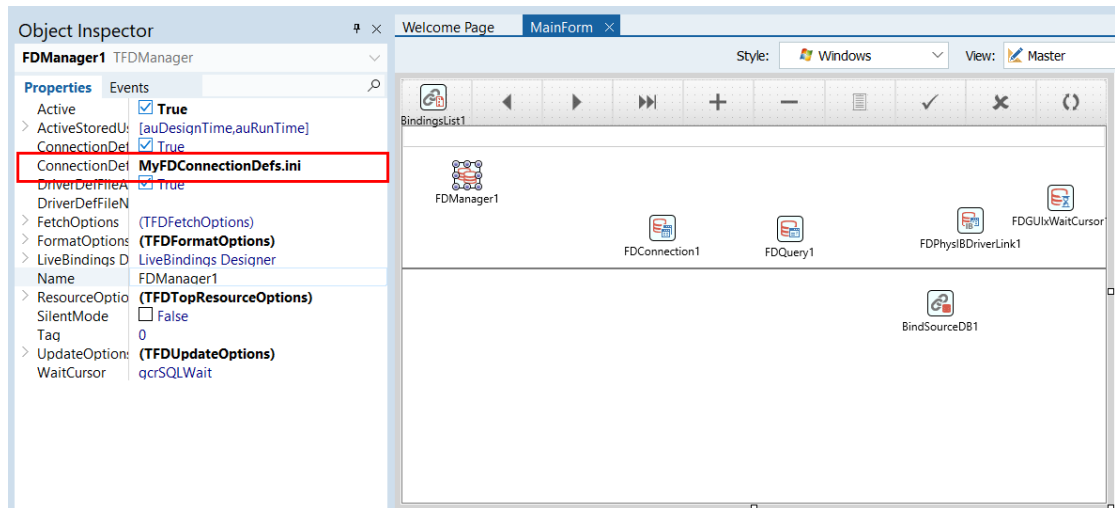 Object Inspector
FDManager1 TFDManager
Properties Events
Active True
ActiveStoredU: [auDesignTime,auRunTime]
ConnectionDef True
ConnectionDef MyFDConnectionDefs.ini
DriverDefFileA True
DriverDefFileN
FetchOptions (TFDFetchOptions)
FormatOptions (TFDFormatOptions)
LiveBindings D LiveBindings Designer
Name FDManager1
ResourceOptio (TFDTopResourceOptions)
SilentMode False
Tag 0
UpdateOptions (TFDUpdateOptions)
WaitCursor gcrSQLWait
Welcome Page MainForm
Style: Windows View: Master
BindingsList1
FDManager1
FDConnection1
FDQuery1
FDPhysIBDriverLink1
FDGUIxWaitCursor1
BindSourceDB1